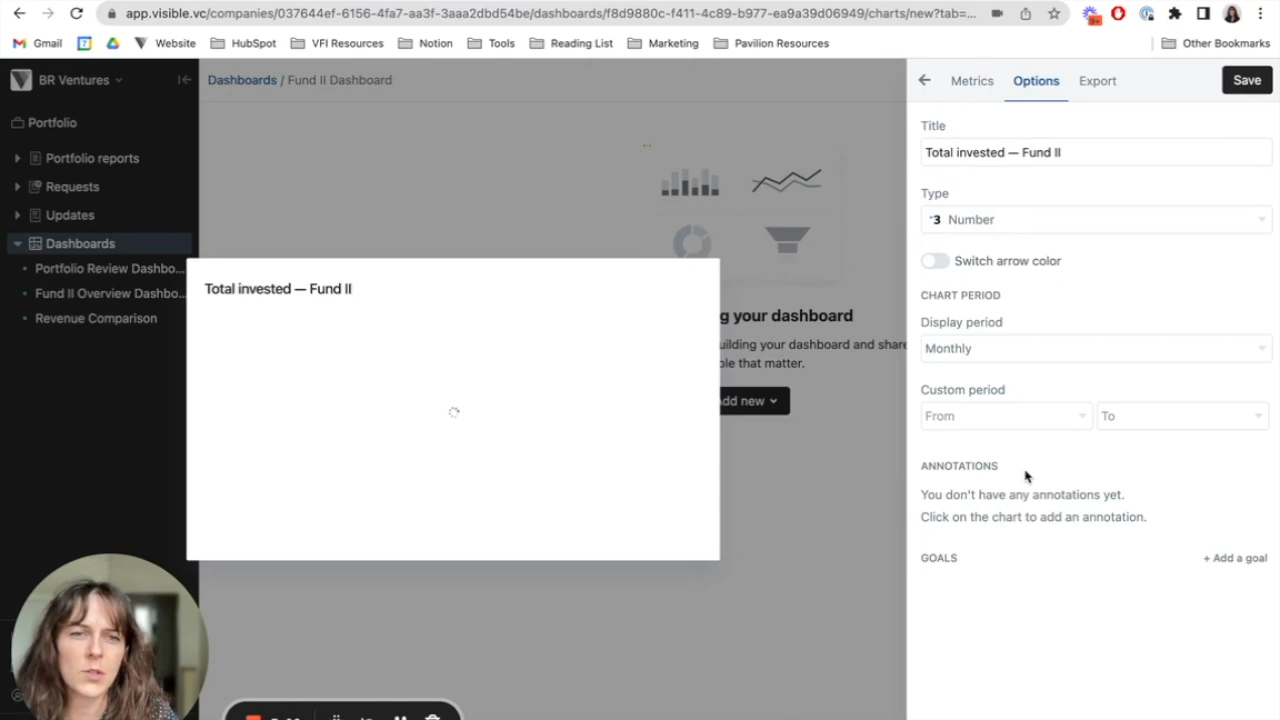 app.visible.vc/companies/037644ef-6156-4fa7-aa3f-3aaa2dbd54be/dashboards/f8d9880c-f411-4c89-b977-ea9a39d06949/charts/new?tab=...
Gmail Website HubSpot VFI Resources Notion Tools Reading List Marketing Pavilion Resources Other Bookmarks
BR Ventures
Dashboards / Fund II Dashboard
Metrics Options Export Save
Portfolio
Portfolio reports
Requests
Updates
Dashboards
Portfolio Review Dashbo...
Fund II Overview Dashbo...
Revenue Comparison
Total invested — Fund II
g your dashboard
uilding your dashboard and share
ple that matter.
Add new
Title
Total invested — Fund II
Type
3 Number
Switch arrow color
CHART PERIOD
Display period
Monthly
Custom period
From To
ANNOTATIONS
You don't have any annotations yet.
Click on the chart to add an annotation.
GOALS + Add a goal